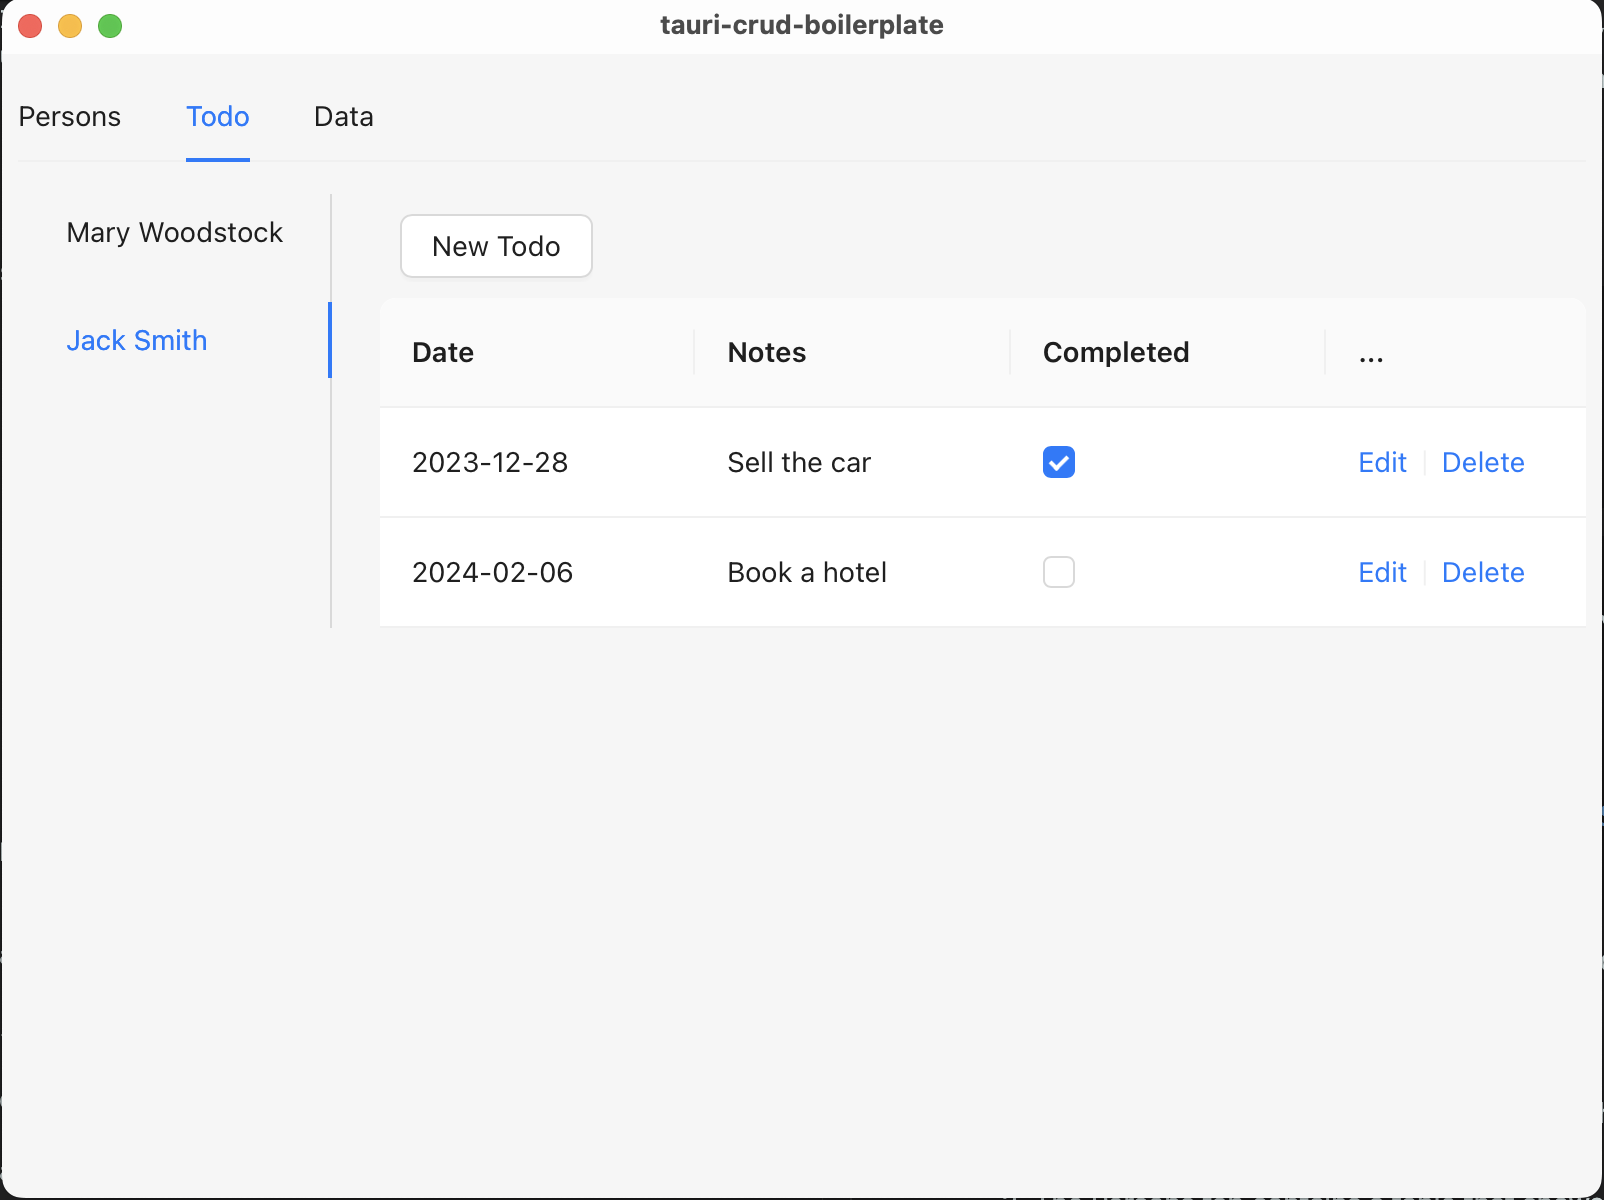 tauri-crud-boilerplate
Persons Todo Data
Mary Woodstock
Jack Smith
New Todo
Date Notes Completed ...
2023-12-28 Sell the car Edit Delete
2024-02-06 Book a hotel Edit Delete